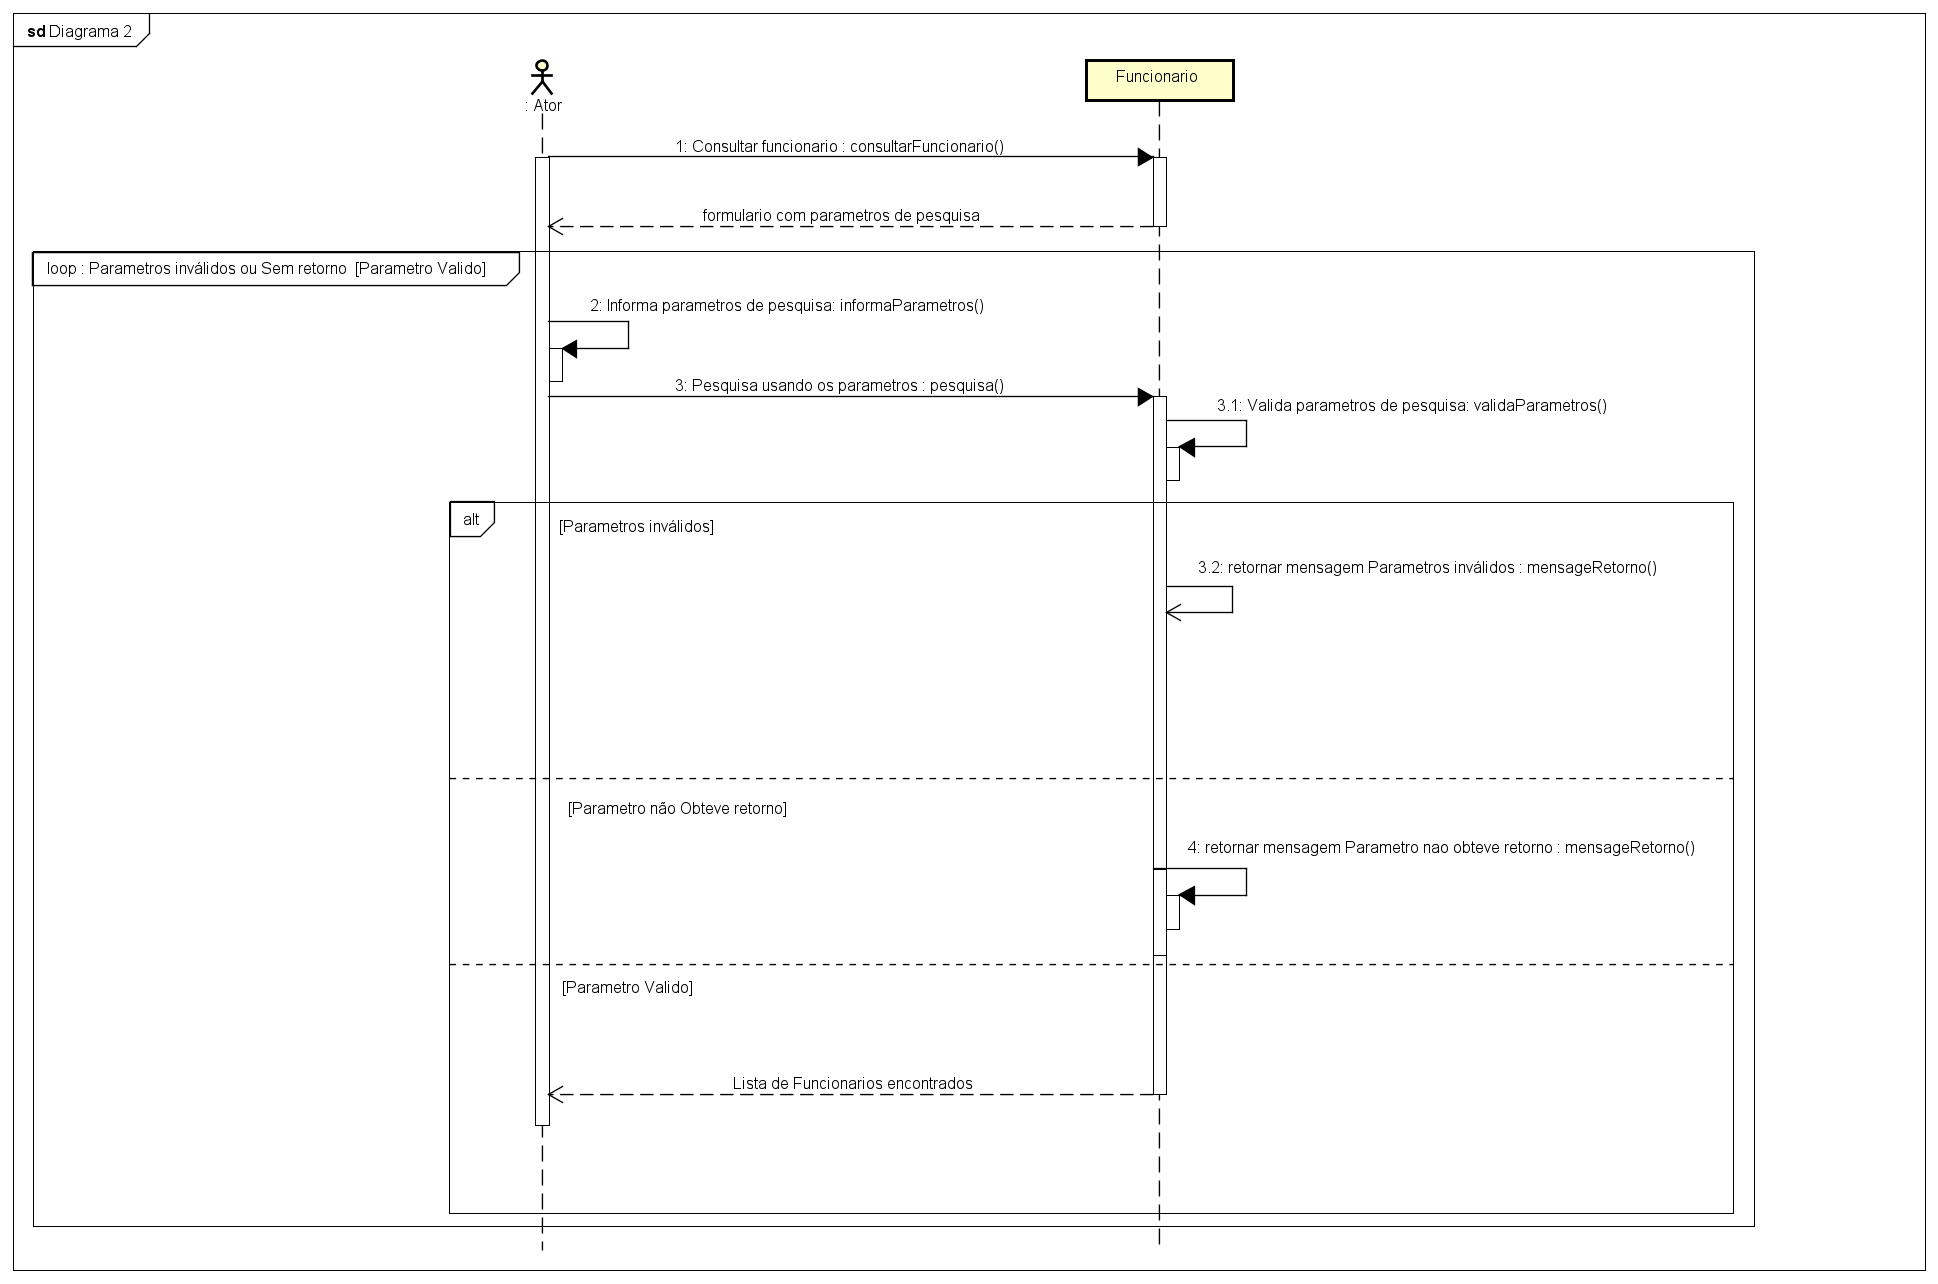 sd Diagrama 2
: Ator
Funcionario
1: Consultar funcionario : consultarFuncionario()
formulario com parametros de pesquisa
loop : Parametros inválidos ou Sem retorno [Parametro Valido]
2: Informa parametros de pesquisa: informaParametros()
3: Pesquisa usando os parametros : pesquisa()
3.1: Valida parametros de pesquisa: validaParametros()
alt
[Parametros inválidos]
3.2: retornar mensagem Parametros inválidos : mensageRetorno()
[Parametro não Obteve retorno]
4: retornar mensagem Parametro nao obteve retorno : mensageRetorno()
[Parametro Valido]
Lista de Funcionarios encontrados